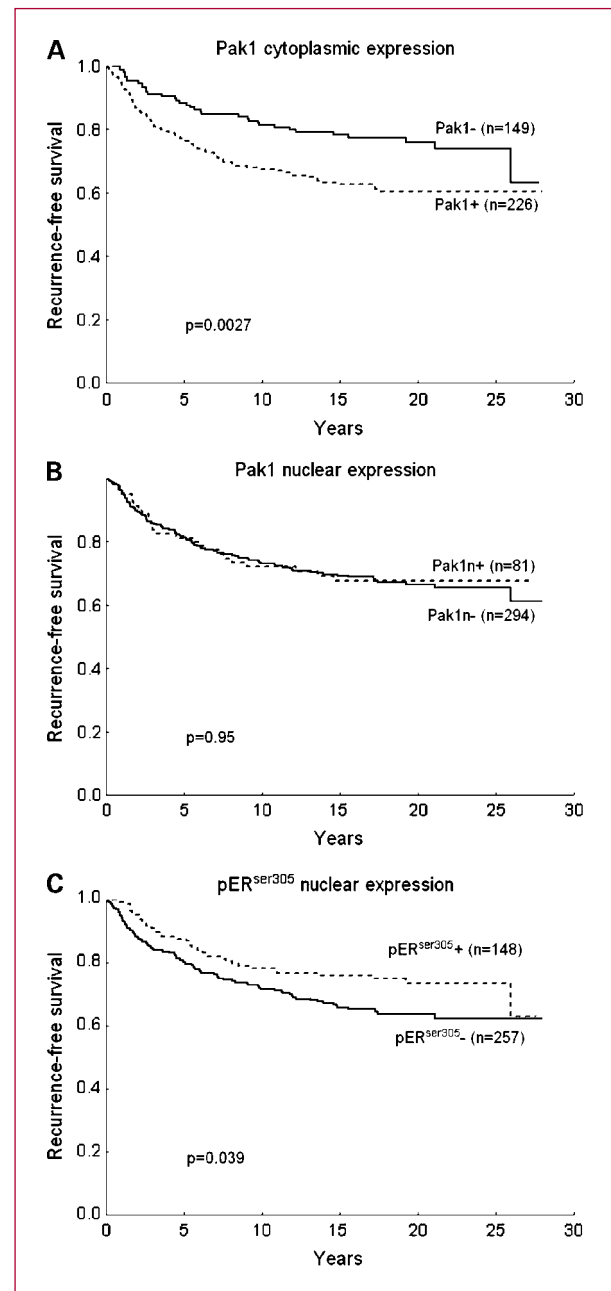 A
Pak1 cytoplasmic expression
1.0
0.8
0.6
0.4
0.2
0.0
Recurrence-free survival
Pak1- (n=149)
Pak1+ (n=226)
p=0.0027
0 5 10 15 20 25 30
Years
B
Pak1 nuclear expression
0.8
0.6
0.4
0.2
0.0
Recurrence-free survival
Pak1n+ (n=81)
Pak1n- (n=294)
p=0.95
0 5 10 15 20 25 30
Years
C
pERser305 nuclear expression
1.0
0.8
0.6
0.4
0.2
0.0
Recurrence-free survival
pERser305+ (n=148)
pERser305- (n=257)
p=0.039
0 5 10 15 20 25 30
Years